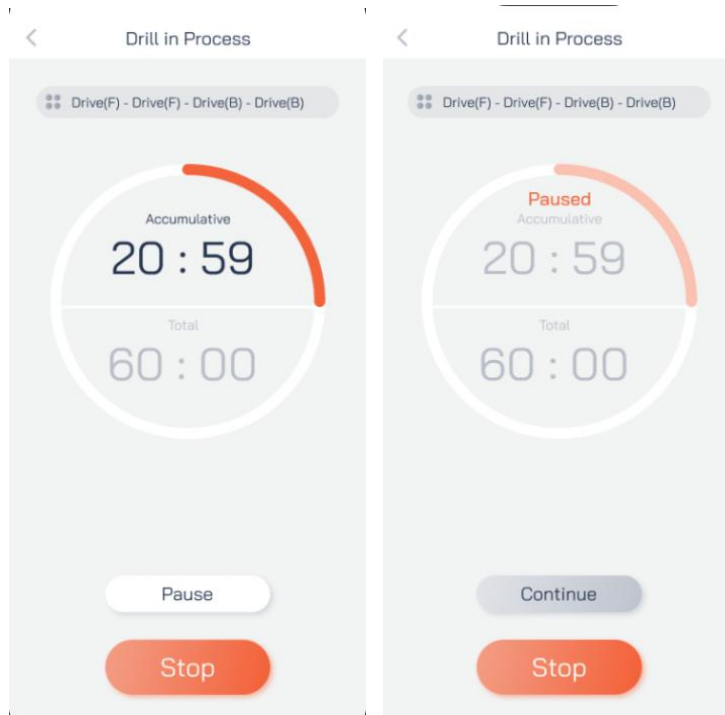 Drill in Process
Drive(F) - Drive(F) - Drive(B) - Drive(B)
Accumulative
20 : 59
Total
60 : 00
Pause
Stop
Drill in Process
Drive(F) - Drive(F) - Drive(B) - Drive(B)
Paused
Accumulative
20 : 59
Total
60 : 00
Continue
Stop